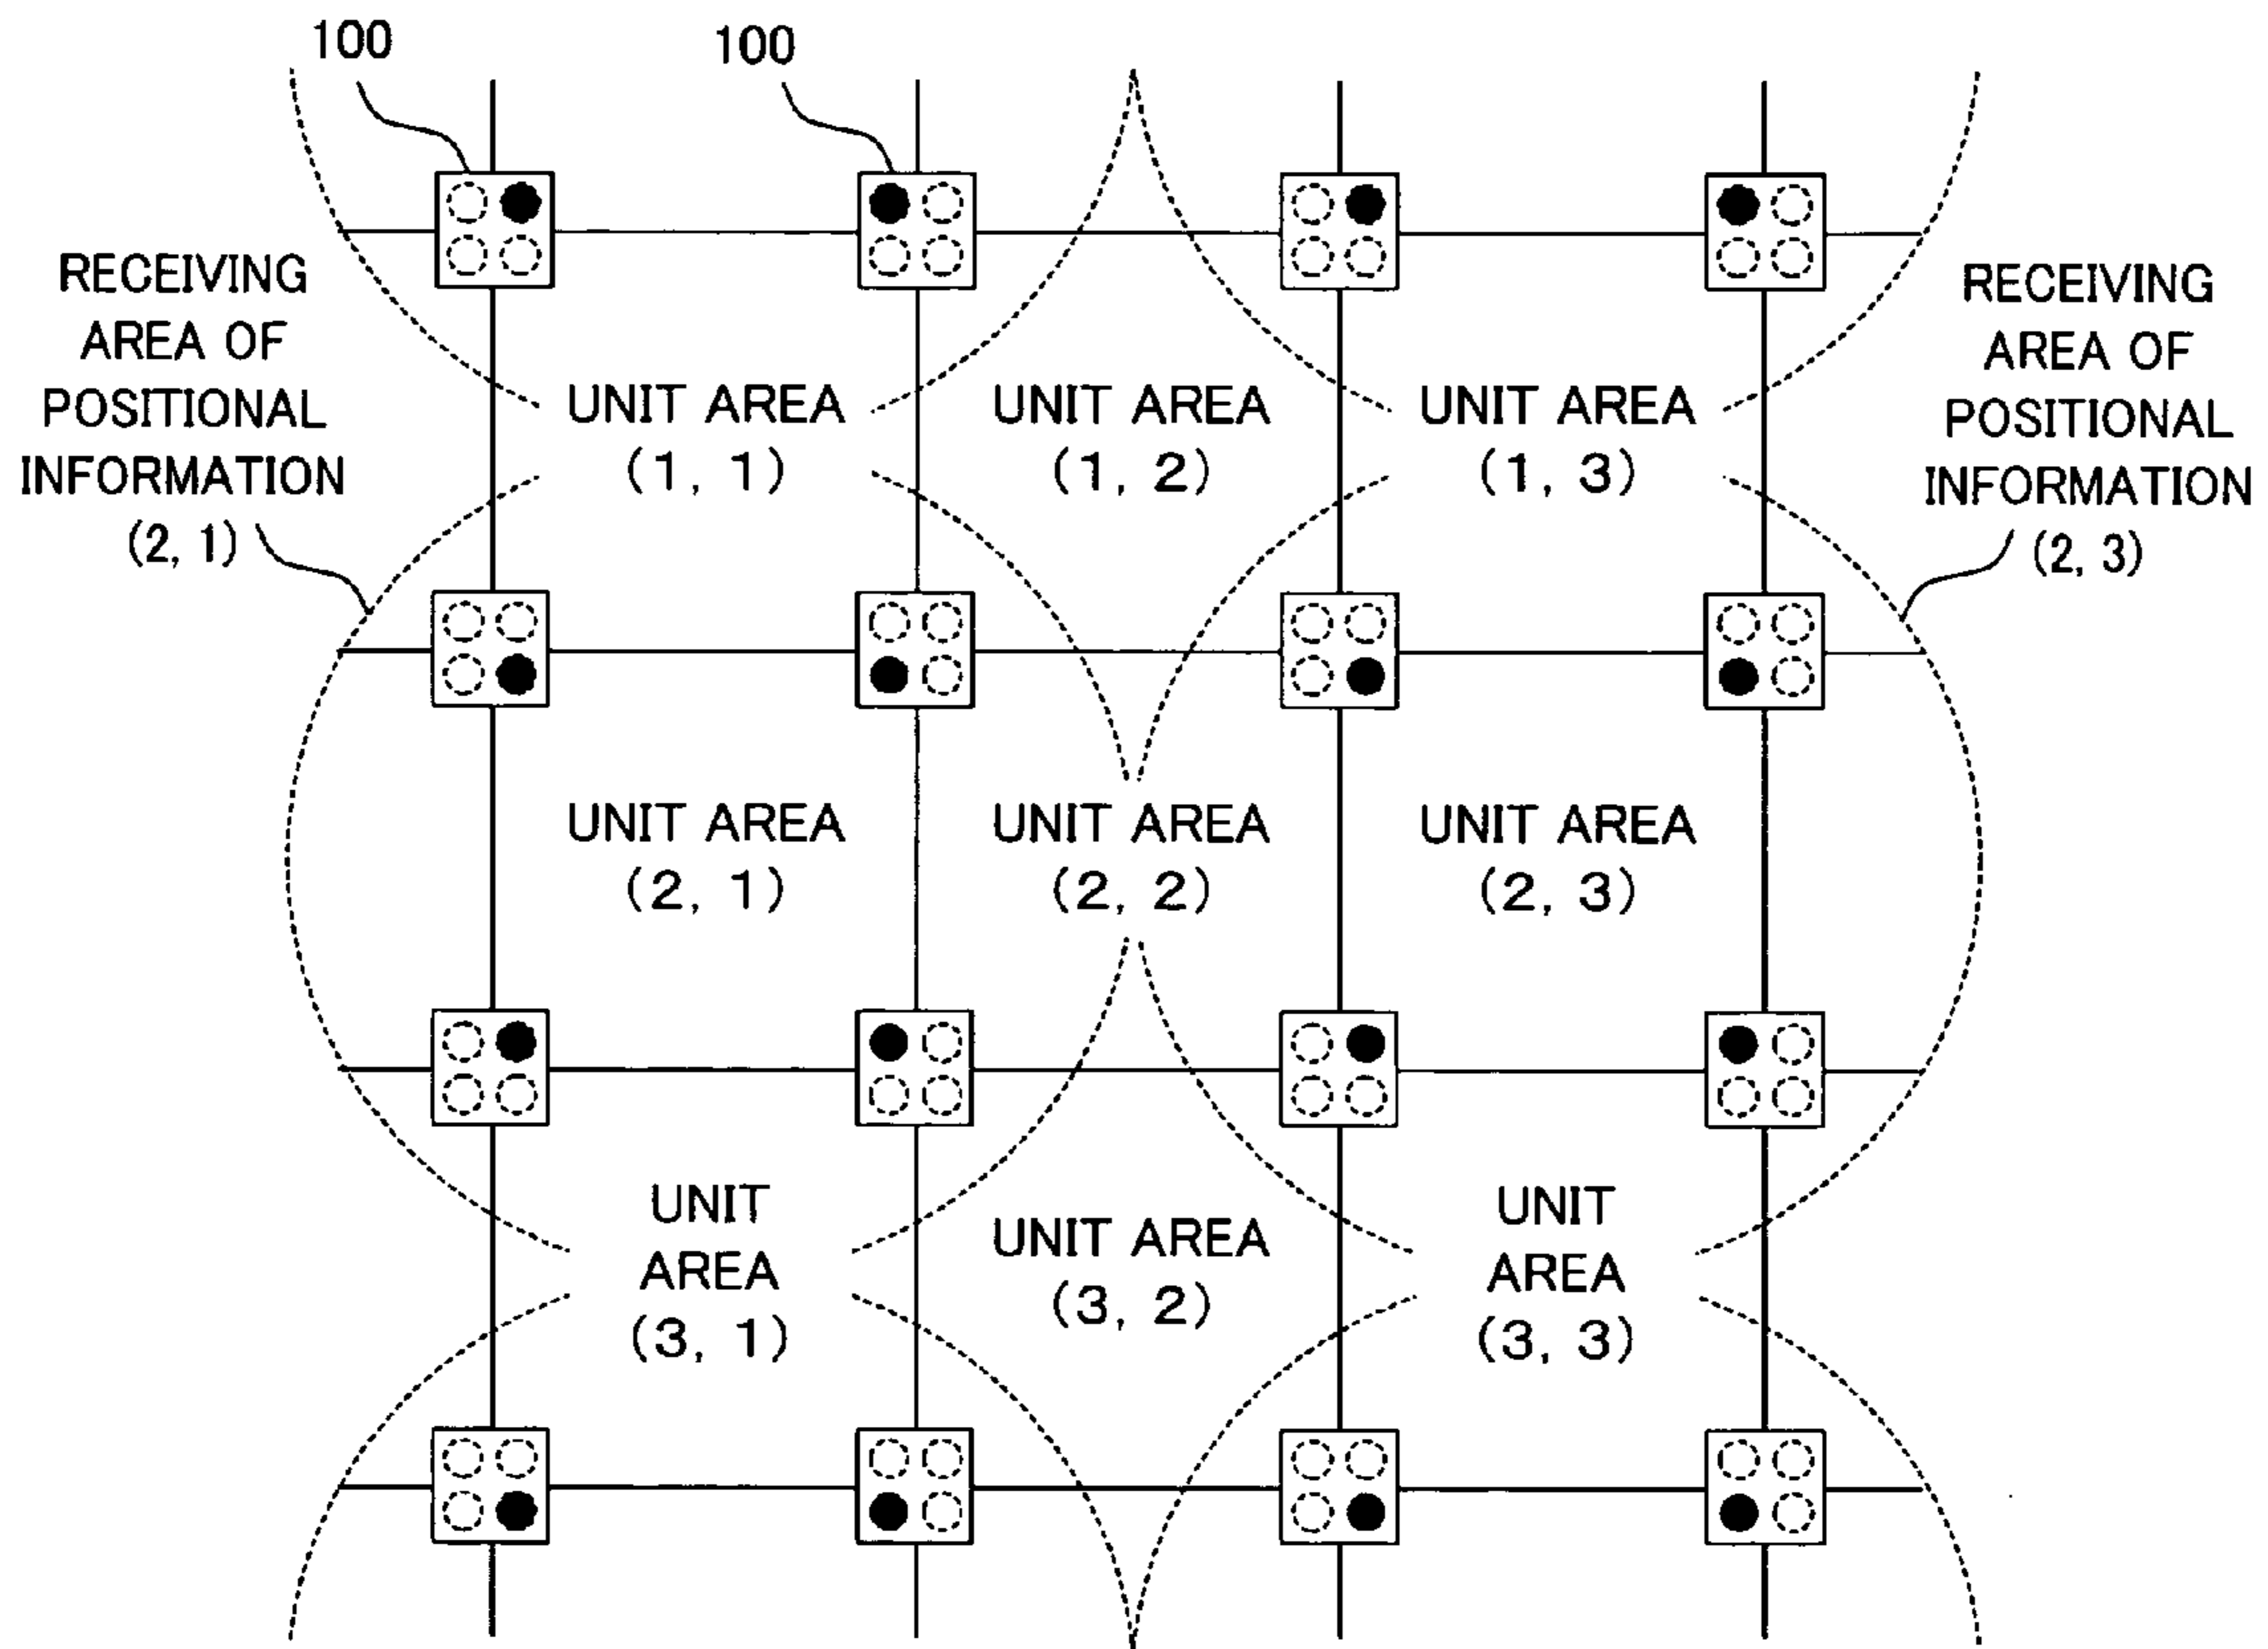 100
100
RECEIVING
AREA OF
POSITIONAL
INFORMATION
(2, 1)
RECEIVING
AREA OF
POSITIONAL
INFORMATION
(2, 3)
UNIT AREA
(1, 1)
UNIT AREA
(1, 2)
UNIT AREA
(1, 3)
UNIT AREA
(2, 1)
UNIT AREA
(2, 2)
UNIT AREA
(2, 3)
UNIT
AREA
(3, 1)
UNIT AREA
(3, 2)
UNIT
AREA
(3, 3)